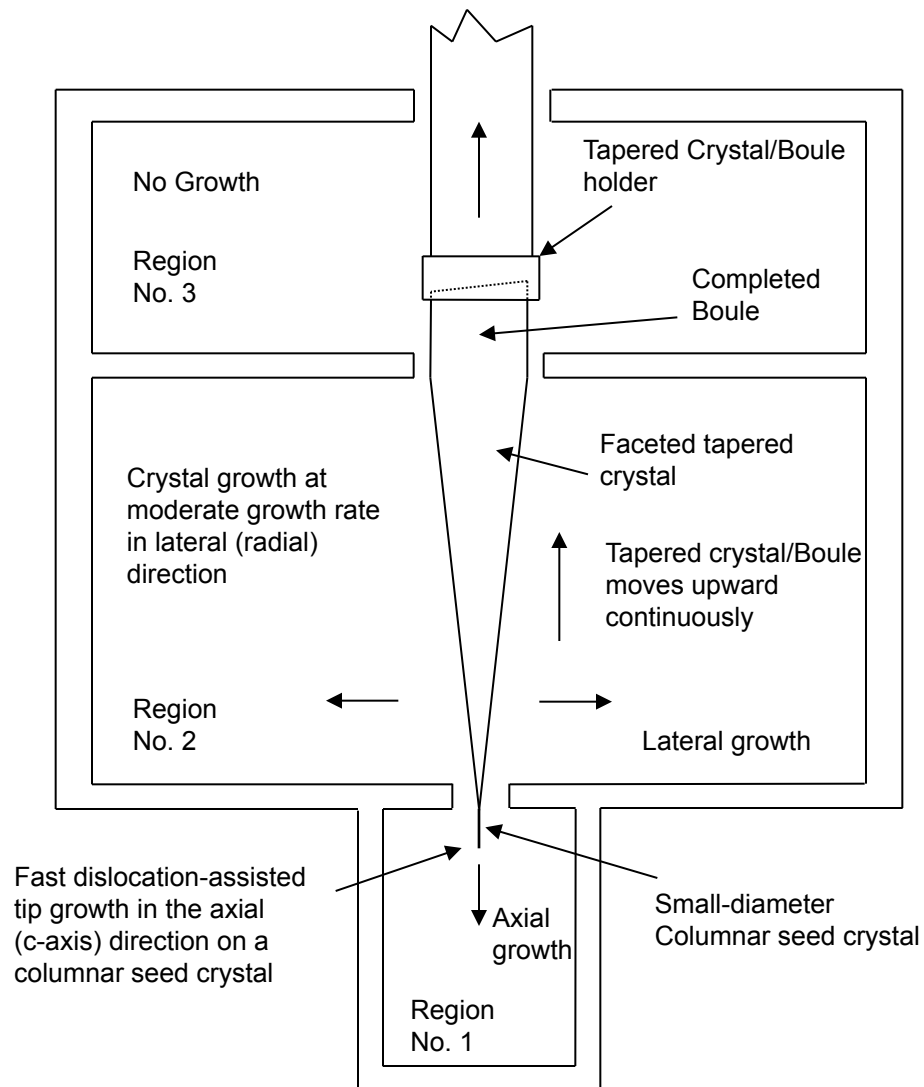 No Growth
Region
No. 3
Tapered Crystal/Boule
holder
Completed
Boule
Crystal growth at
moderate growth rate
in lateral (radial)
direction
Faceted tapered
crystal
Tapered crystal/Boule
moves upward
continuously
Region
No. 2
Lateral growth
Fast dislocation-assisted
tip growth in the axial
(c-axis) direction on a
columnar seed crystal
Axial
growth
Small-diameter
Columnar seed crystal
Region
No. 1